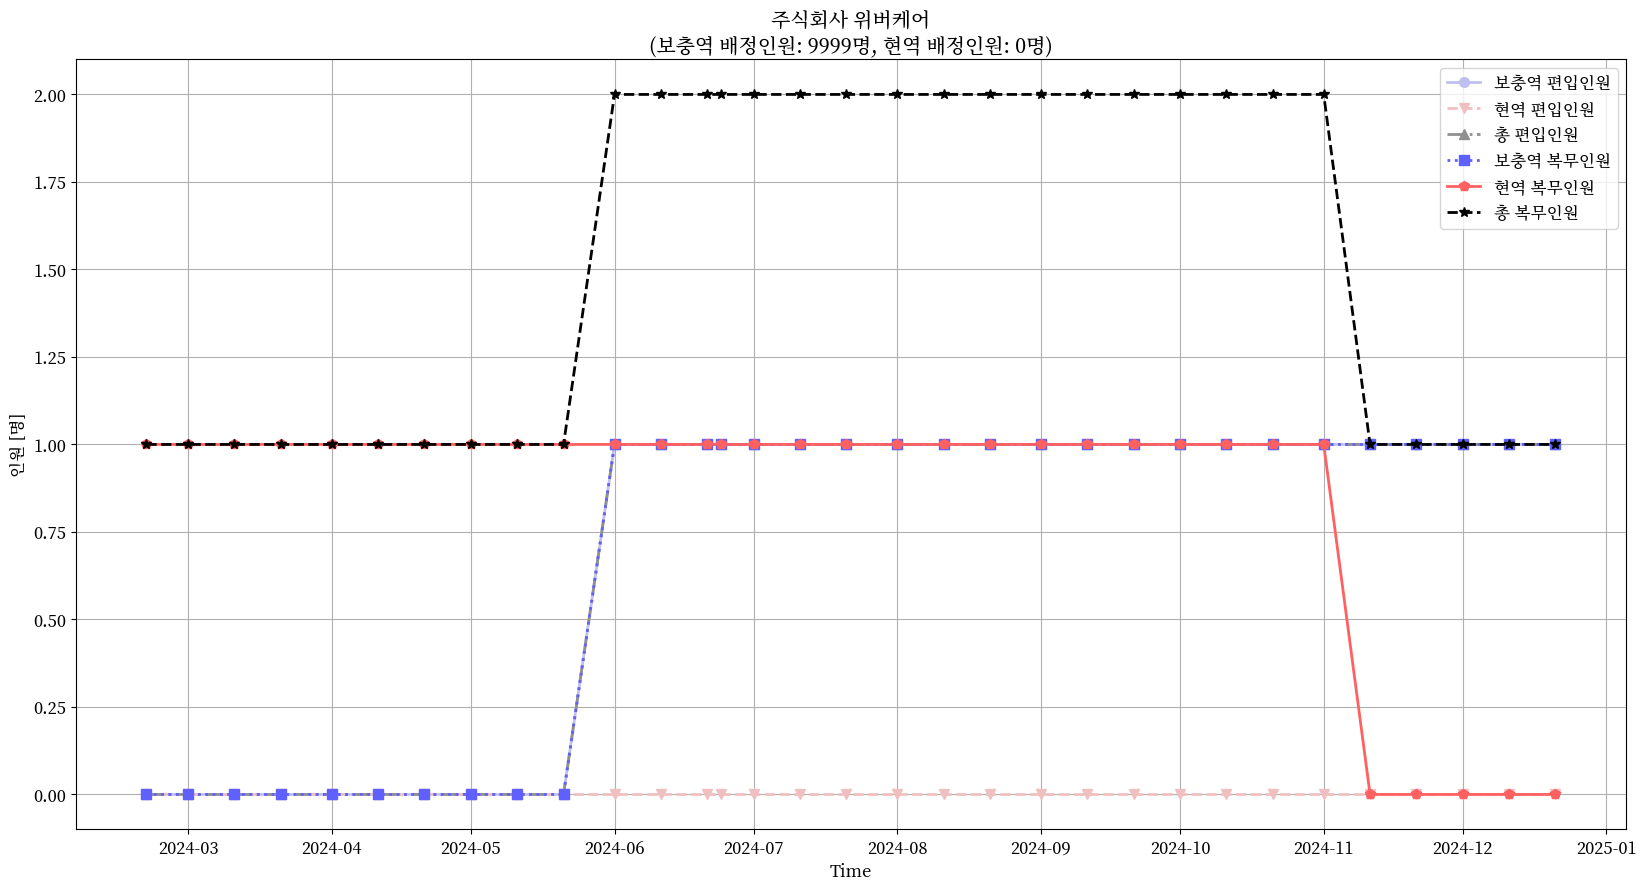 주식회사 위버케어
(보충역 배정인원: 9999명, 현역 배정인원: 0명)
보충역 편입인원
현역 편입인원
총 편입인원
보충역 복무인원
현역 복무인원
총 복무인원
2.00
1.75
1.50
1.25
1.00
0.75
0.50
0.25
0.00
인원 [명]
2024-03
2024-04
2024-05
2024-06
2024-07
2024-08
2024-09
2024-10
2024-11
2024-12
2025-01
Time